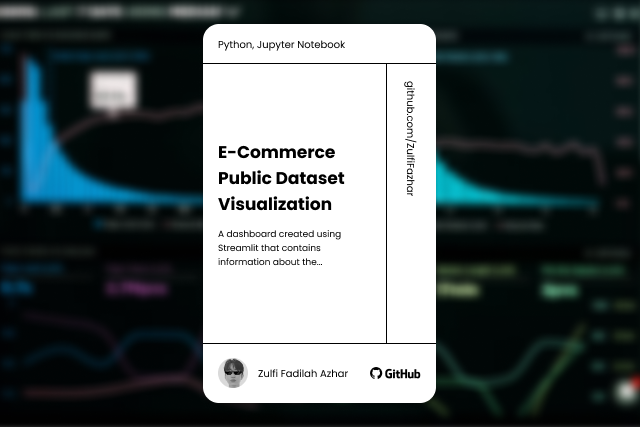 Python, Jupyter Notebook
github.com/ZulfiFazhar
E-Commerce
Public Dataset
Visualization
A dashboard created using
Streamlit that contains
information about the...
Zulfi Fadilah Azhar
GitHub